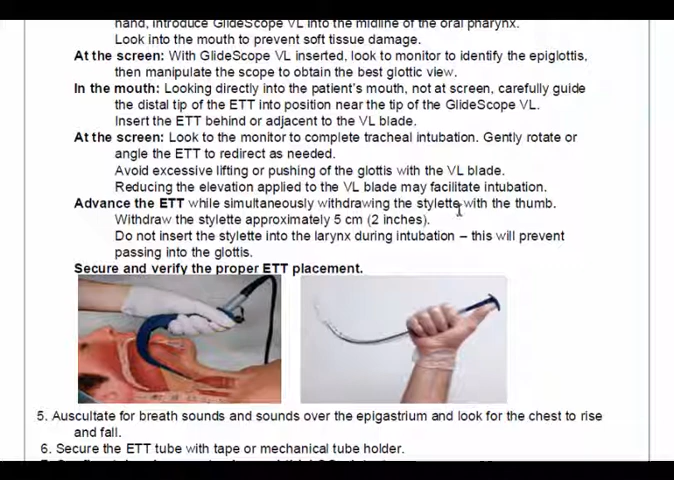 hand, introduce GlideScope VL into the midline of the oral pharynx.
Look into the mouth to prevent soft tissue damage.
At the screen: With GlideScope VL inserted, look to monitor to identify the epiglottis,
then manipulate the scope to obtain the best glottic view.
In the mouth: Looking directly into the patient's mouth, not at screen, carefully guide
the distal tip of the ETT into position near the tip of the GlideScope VL.
Insert the ETT behind or adjacent to the VL blade.
At the screen: Look to the monitor to complete tracheal intubation. Gently rotate or
angle the ETT to redirect as needed.
Avoid excessive lifting or pushing of the glottis with the VL blade.
Reducing the elevation applied to the VL blade may facilitate intubation.
Advance the ETT while simultaneously withdrawing the stylette with the thumb.
Withdraw the stylette approximately 5 cm (2 inches).
Do not insert the stylette into the larynx during intubation – this will prevent
passing into the glottis.
Secure and verify the proper ETT placement.
5. Auscultate for breath sounds and sounds over the epigastrium and look for the chest to rise
and fall.
6. Secure the ETT tube with tape or mechanical tube holder.